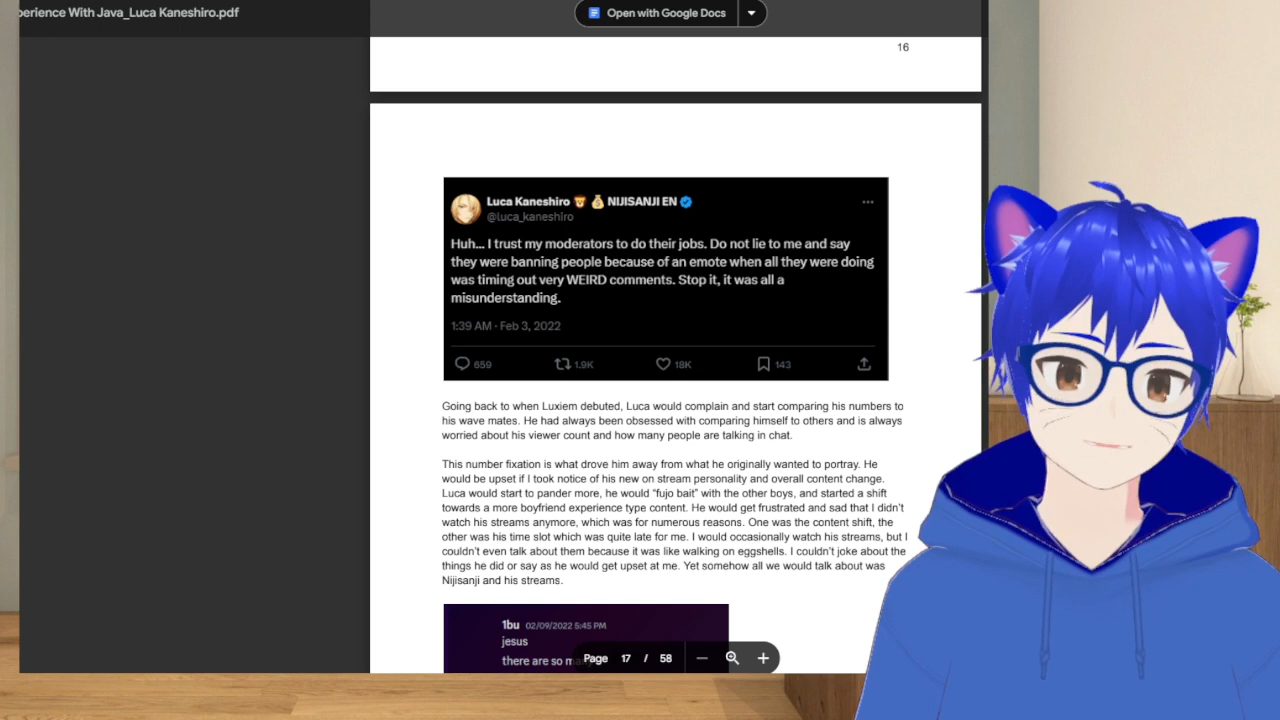 perience With Java_Luca Kaneshiro.pdf
Open with Google Docs
16
Luca Kaneshiro 🦁 💰 NIJISANJI EN
@luca_kaneshiro
Huh... I trust my moderators to do their jobs. Do not lie to me and say
they were banning people because of an emote when all they were doing
was timing out very WEIRD comments. Stop it, it was all a
misunderstanding.
1:39 AM · Feb 3, 2022
659 1.9K 18K 143
Going back to when Luxiem debuted, Luca would complain and start comparing his numbers to
his wave mates. He had always been obsessed with comparing himself to others and is always
worried about his viewer count and how many people are talking in chat.
This number fixation is what drove him away from what he originally wanted to portray. He
would be upset if I took notice of his new on stream personality and overall content change.
Luca would start to pander more, he would “fujo bait” with the other boys, and started a shift
towards a more boyfriend experience type content. He would get frustrated and sad that I didn’t
watch his streams anymore, which was for numerous reasons. One was the content shift, the
other was his time slot which was quite late for me. I would occasionally watch his streams, but I
couldn’t even talk about them because it was like walking on eggshells. I couldn’t joke about the
things he did or say as he would get upset at me. Yet somehow all we would talk about was
Nijisanji and his streams.
1bu 02/09/2022 5:45 PM
jesus
there are so
Page 17 / 58